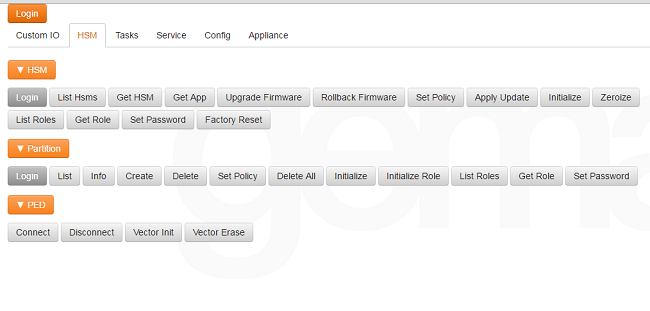 Login
Custom IO HSM Tasks Service Config Appliance
▼ HSM
Login List Hsms Get HSM Get App Upgrade Firmware Rollback Firmware Set Policy Apply Update Initialize Zeroize
List Roles Get Role Set Password Factory Reset
▼ Partition
Login List Info Create Delete Set Policy Delete All Initialize Initialize Role List Roles Get Role Set Password
▼ PED
Connect Disconnect Vector Init Vector Erase
gema